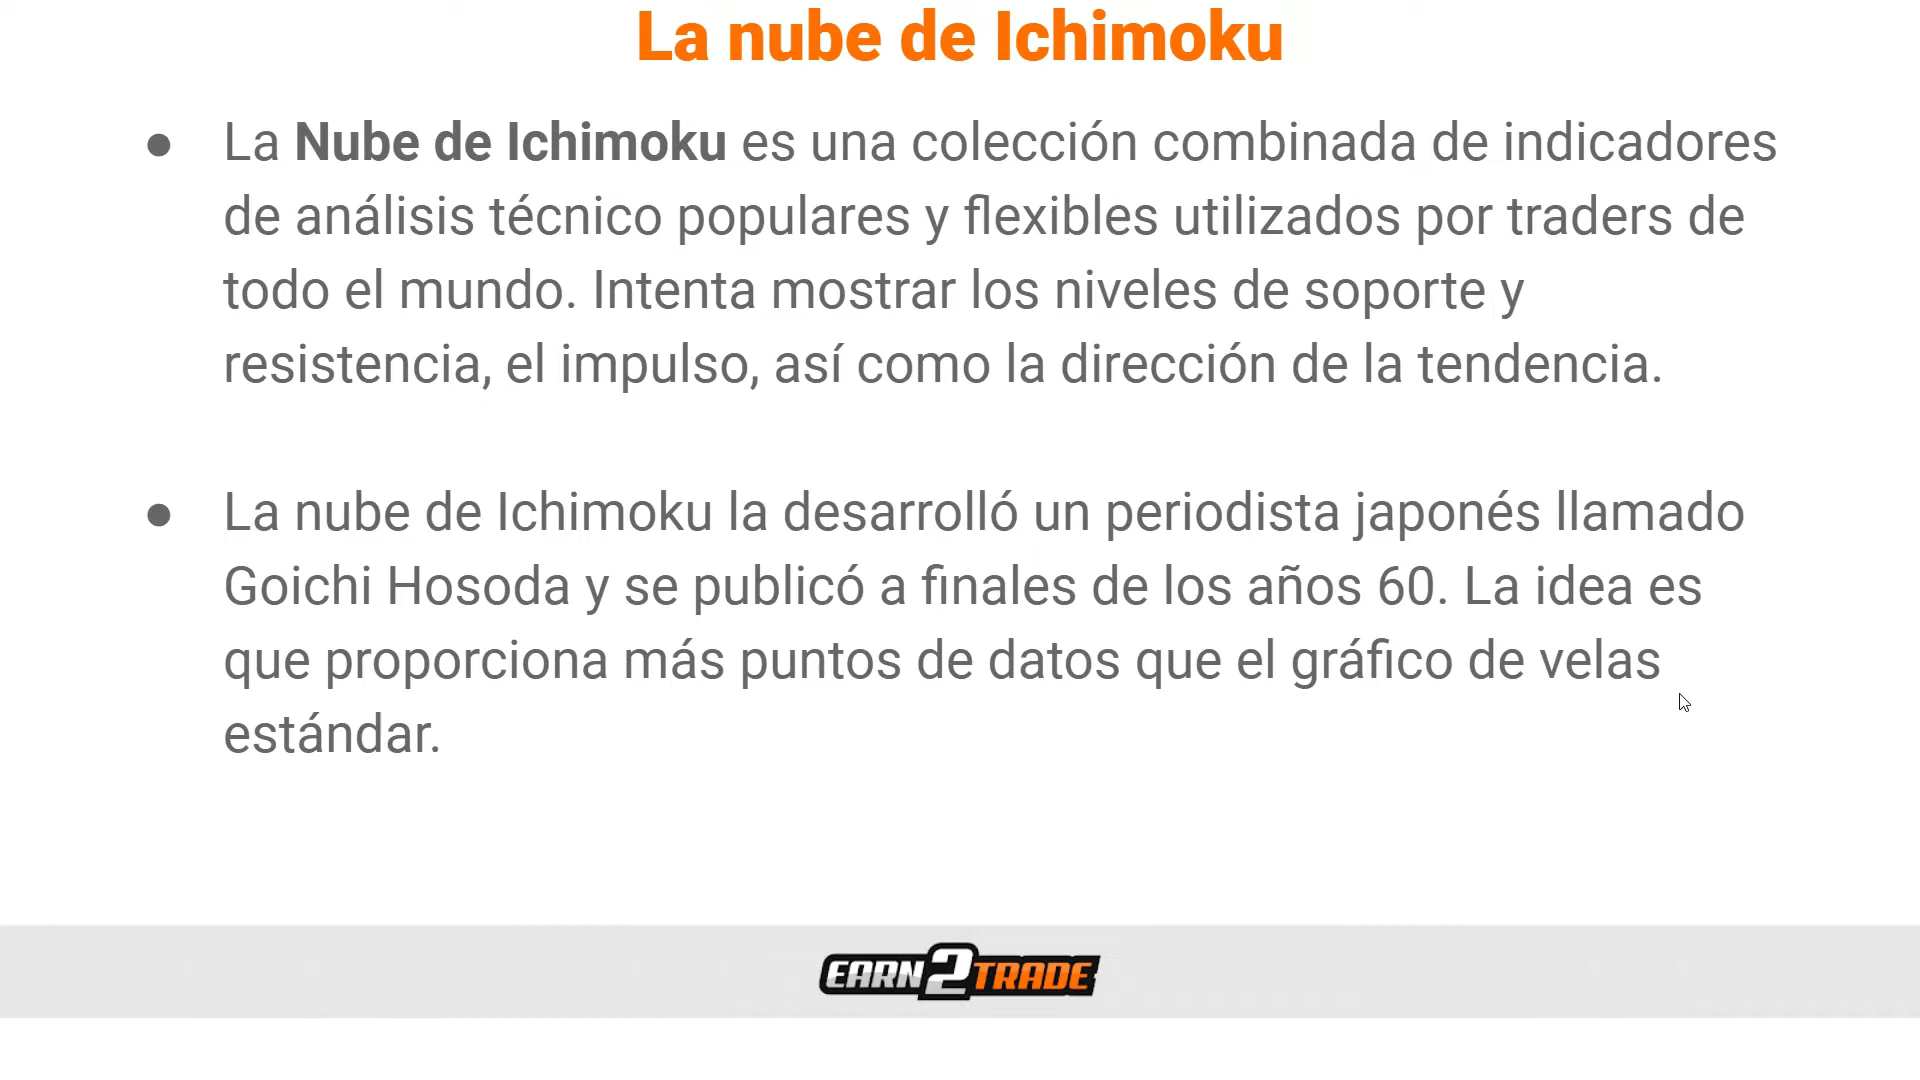 La nube de Ichimoku
● La Nube de Ichimoku es una colección combinada de indicadores
de análisis técnico populares y flexibles utilizados por traders de
todo el mundo. Intenta mostrar los niveles de soporte y
resistencia, el impulso, así como la dirección de la tendencia.
● La nube de Ichimoku la desarrolló un periodista japonés llamado
Goichi Hosoda y se publicó a finales de los años 60. La idea es
que proporciona más puntos de datos que el gráfico de velas
estándar.
EARN2TRADE